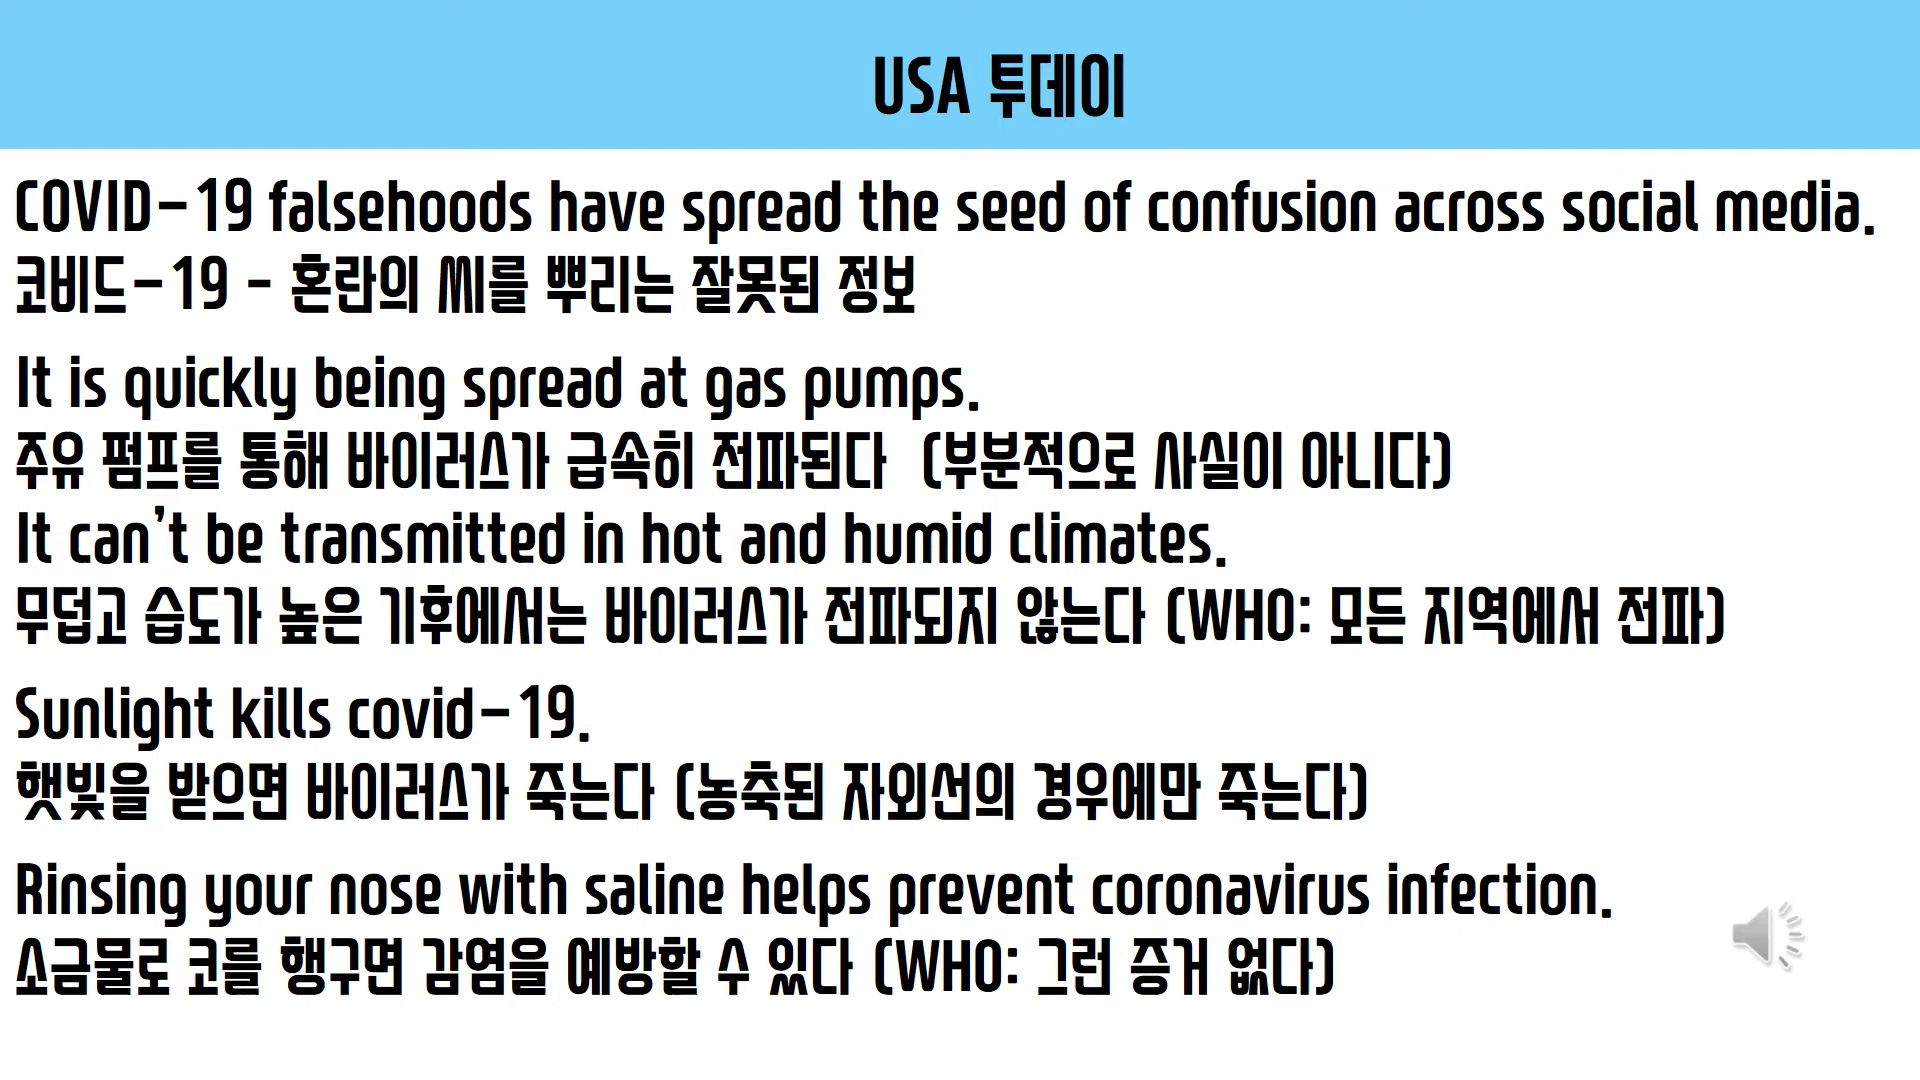 USA 투데이
COVID-19 falsehoods have spread the seed of confusion across social media.
코비드-19 - 혼란의 씨를 뿌리는 잘못된 정보
It is quickly being spread at gas pumps.
주유 펌프를 통해 바이러스가 급속히 전파된다 (부분적으로 사실이 아니다)
It can't be transmitted in hot and humid climates.
무덥고 습도가 높은 기후에서는 바이러스가 전파되지 않는다 (WHO: 모든 지역에서 전파)
Sunlight kills covid-19.
햇빛을 받으면 바이러스가 죽는다 (농축된 자외선의 경우에만 죽는다)
Rinsing your nose with saline helps prevent coronavirus infection.
소금물로 코를 행구면 감염을 예방할 수 있다 (WHO: 그런 증거 없다)